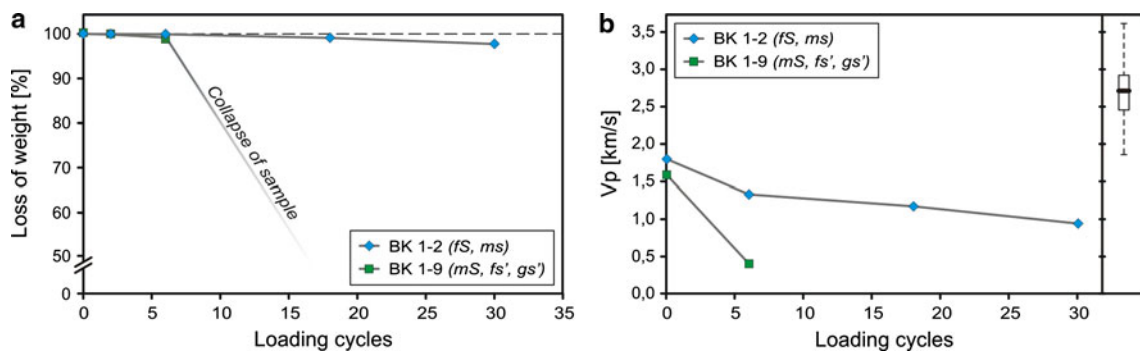 a
100
90
80
70
60
50
0
Loss of weight [%]
Collapse of sample
BK 1-2 (fS, ms)
BK 1-9 (mS, fs', gs')
0 5 10 15 20 25 30 35
Loading cycles
b
3,5
3,0
2,5
2,0
1,5
1,0
0,5
0,0
Vp [km/s]
BK 1-2 (fS, ms)
BK 1-9 (mS, fs', gs')
0 5 10 15 20 25 30
Loading cycles